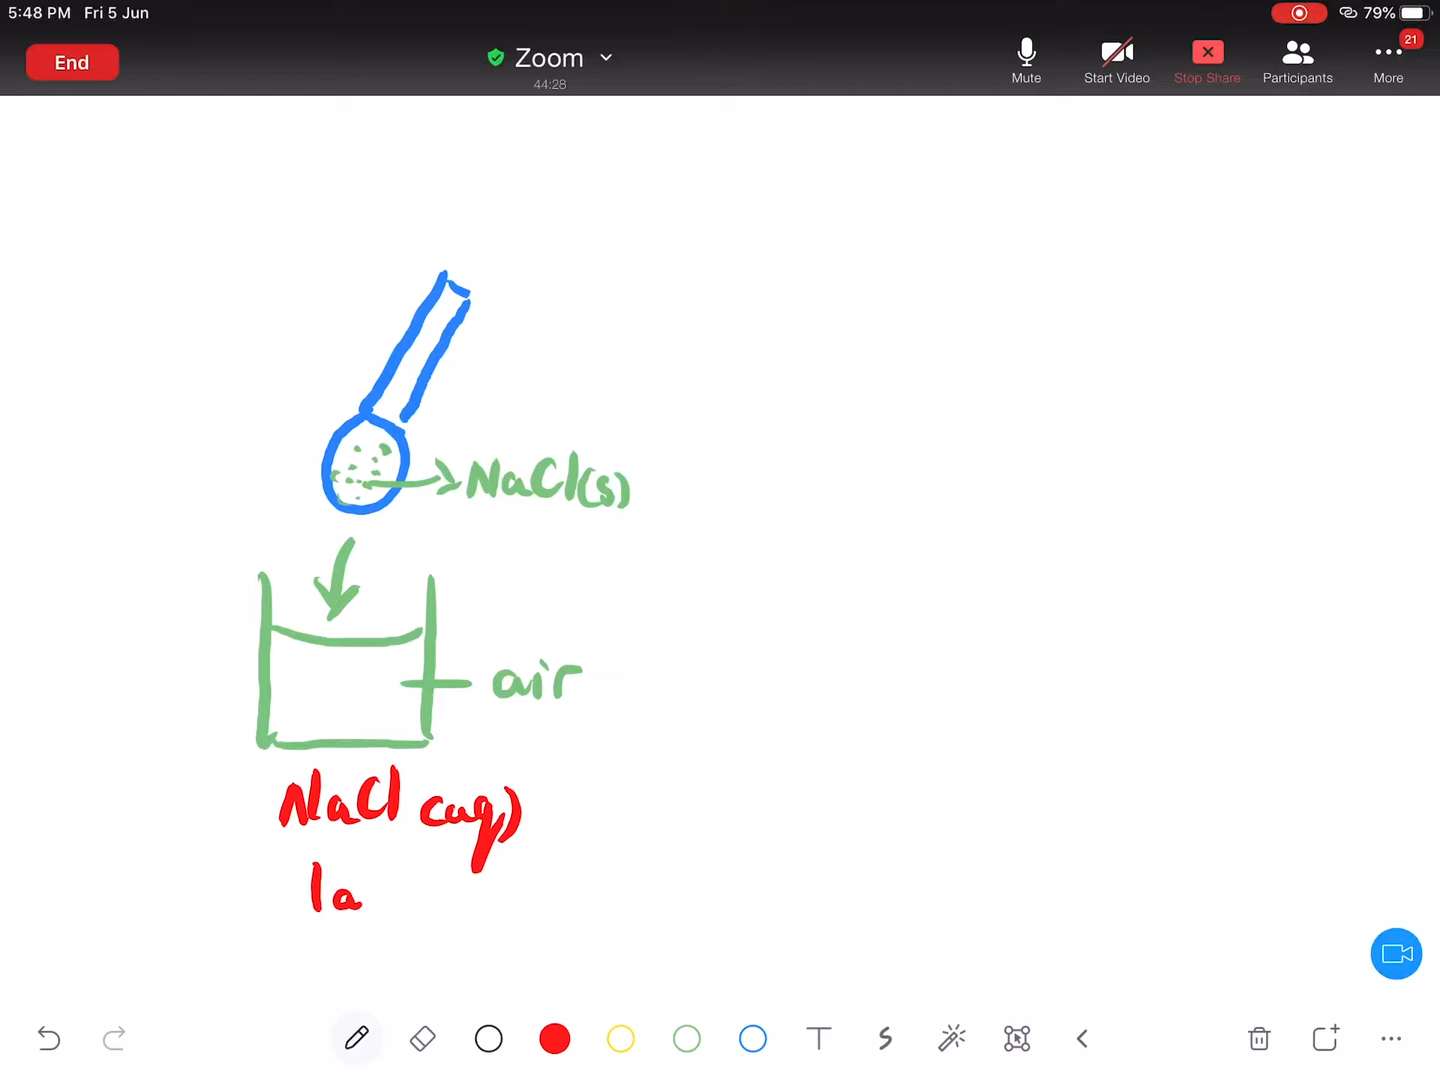 5:48 PM Fri 5 Jun
79%
End
Zoom
44:28
Mute
Start Video
Stop Share
Participants
21
More
NaCl(s)
air
NaCl (aq)
la
T